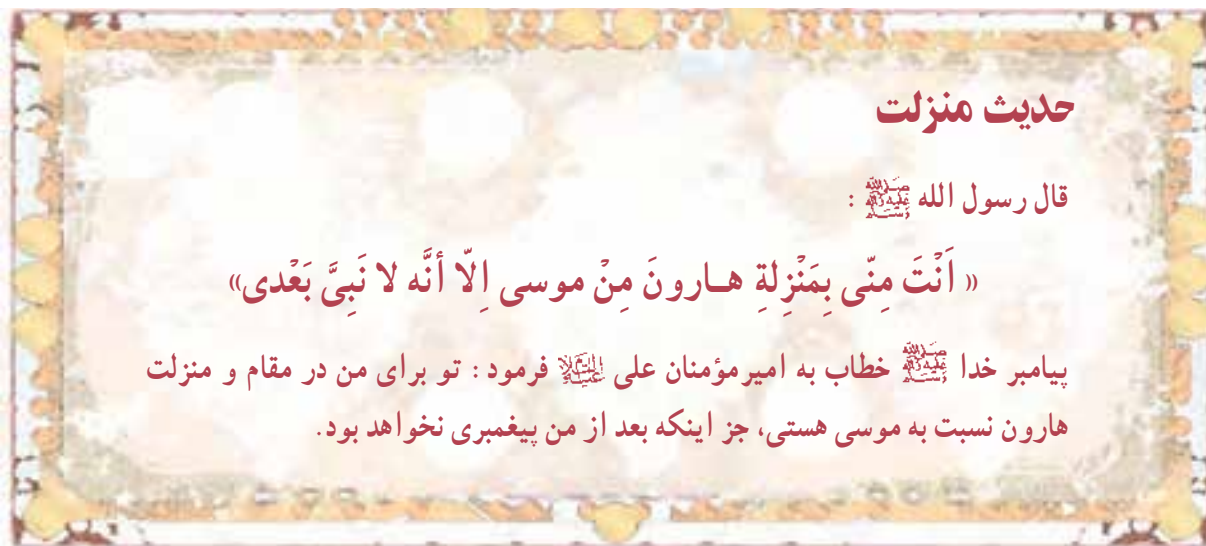 حدیث منزلت
قال رسول الله ﷺ :
« اَنْتَ مِنّی بِمَنْزِلةِ هـارونَ مِنْ موسی اِلّا أنَّه لا نَبِیَّ بَعْدی»
پیامبر خدا ﷺ خطاب به امیرمؤمنان علی علیه‌السلام فرمود : تو برای من در مقام و منزلت
هارون نسبت به موسی هستی، جز اینکه بعد از من پیغمبری نخواهد بود.